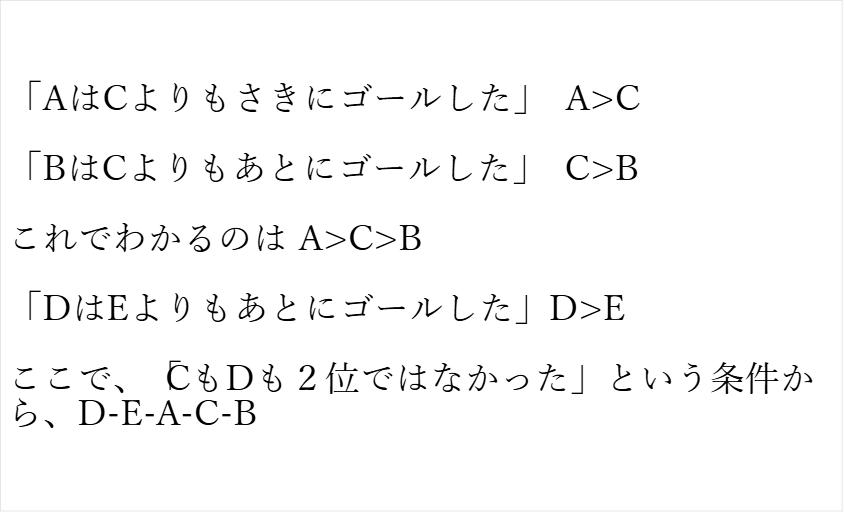 「AはCよりもさきにゴールした」 A>C
「BはCよりもあとにゴールした」 C>B
これでわかるのは A>C>B
「DはEよりもあとにゴールした」D>E
ここで、「CもDも２位ではなかった」という条件か
ら、D-E-A-C-B